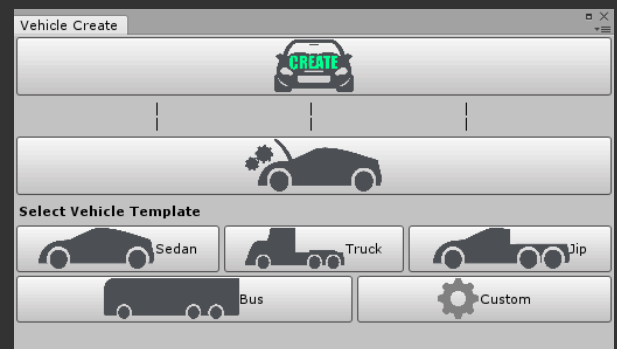 Vehicle Create
CREATE
Select Vehicle Template
Sedan
Truck
Jip
Bus
Custom